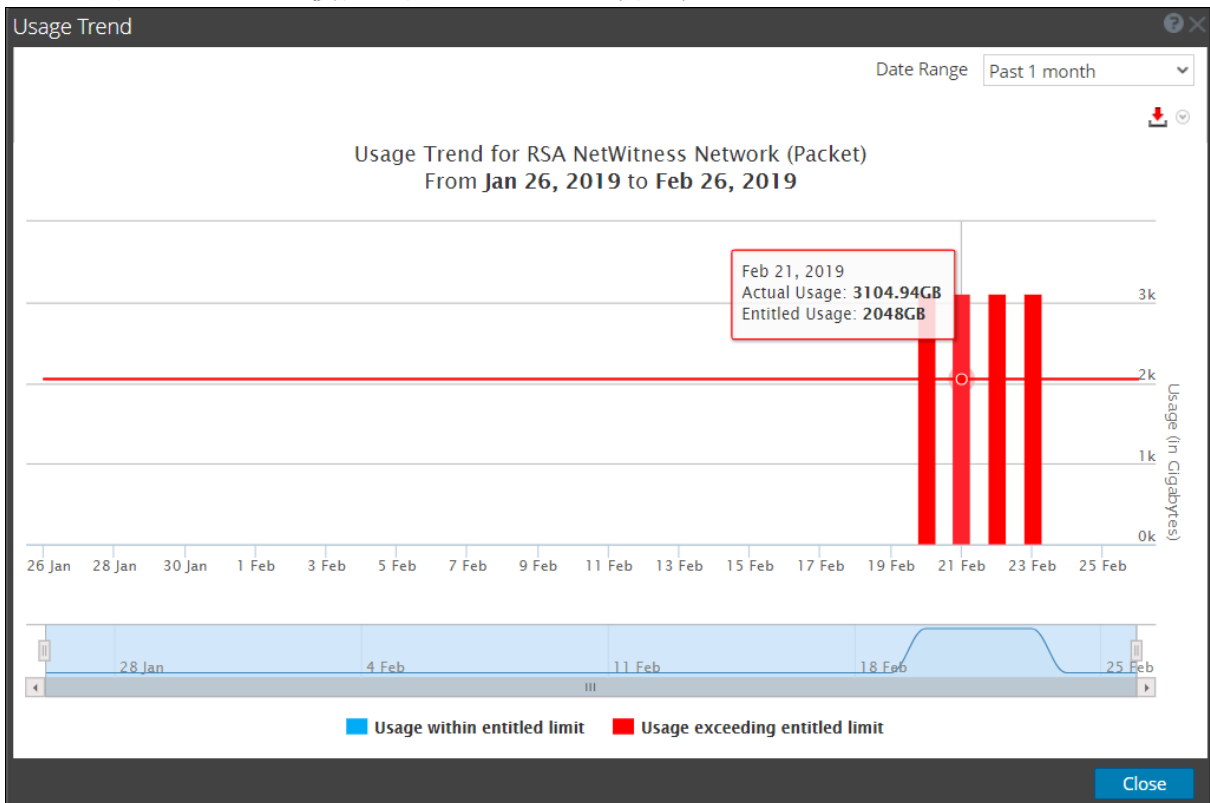 Usage Trend
Date Range Past 1 month
Usage Trend for RSA NetWitness Network (Packet)
From Jan 26, 2019 to Feb 26, 2019
Feb 21, 2019
Actual Usage: 3104.94GB
Entitled Usage: 2048GB
3k
2k
1k
0k
Usage (In Gigabytes)
26 Jan 28 Jan 30 Jan 1 Feb 3 Feb 5 Feb 7 Feb 9 Feb 11 Feb 13 Feb 15 Feb 17 Feb 19 Feb 21 Feb 23 Feb 25 Feb
28 Jan 4 Feb 11 Feb 18 Feb 25 Feb
Usage within entitled limit Usage exceeding entitled limit
Close